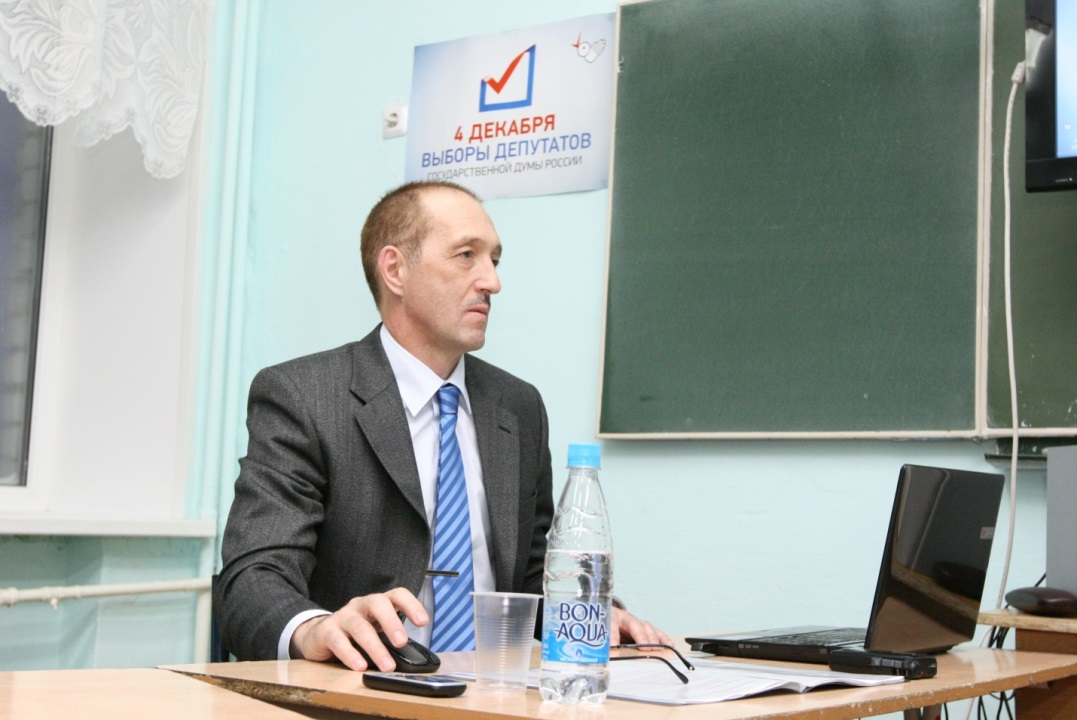 4 ДЕКАБРЯ
ВЫБОРЫ ДЕПУТАТОВ
ГОСУДАРСТВЕННОЙ ДУМЫ РОССИИ
BON-
AQUA